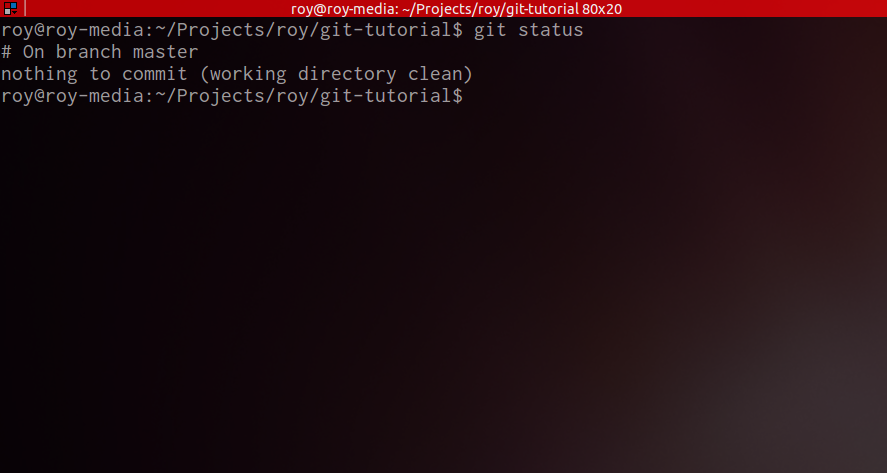 roy@roy-media: ~/Projects/roy/git-tutorial 80x20
roy@roy-media:~/Projects/roy/git-tutorial$ git status
# On branch master
nothing to commit (working directory clean)
roy@roy-media:~/Projects/roy/git-tutorial$